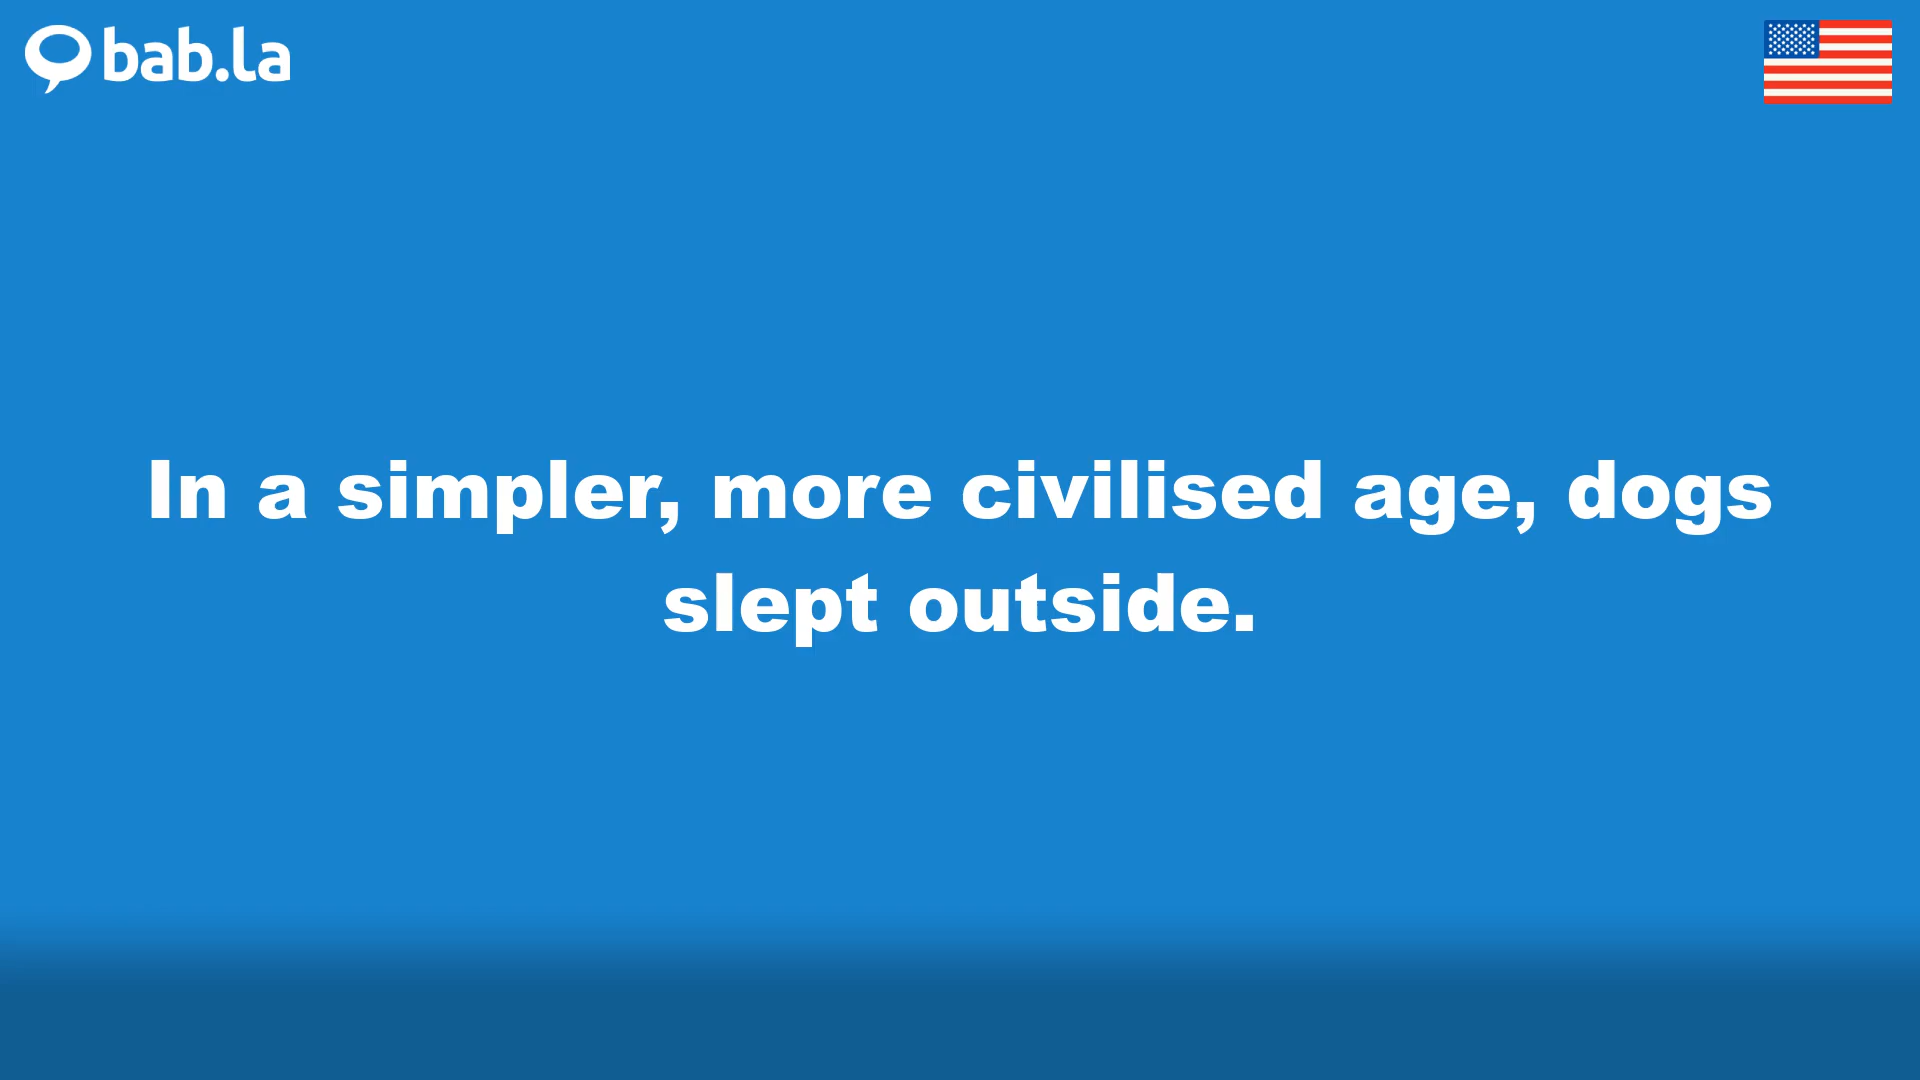 bab.la
In a simpler, more civilised age, dogs
slept outside.